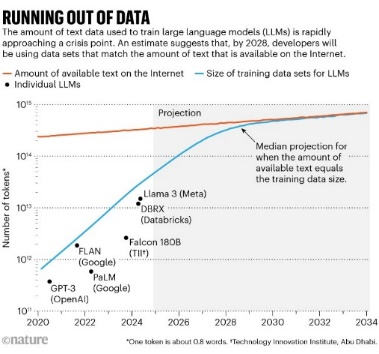 RUNNING OUT OF DATA
The amount of text data used to train large language models (LLMs) is rapidly
approaching a crisis point. An estimate suggests that, by 2028, developers will
be using data sets that match the amount of text that is available on the Internet.
Amount of available text on the Internet
Size of training data sets for LLMs
Individual LLMs
10¹⁵
Projection
Median projection for
when the amount of
available text equals
the training data size.
10¹⁴
Number of tokens*
Llama 3 (Meta)
10¹³
DBRX
(Databricks)
Falcon 180B
(TII†)
FLAN
(Google)
10¹²
PaLM
(Google)
GPT-3
(OpenAI)
10¹¹
2020 2022 2024 2026 2028 2030 2032 2034
©nature
*One token is about 0.8 words. †Technology Innovation Institute, Abu Dhabi.